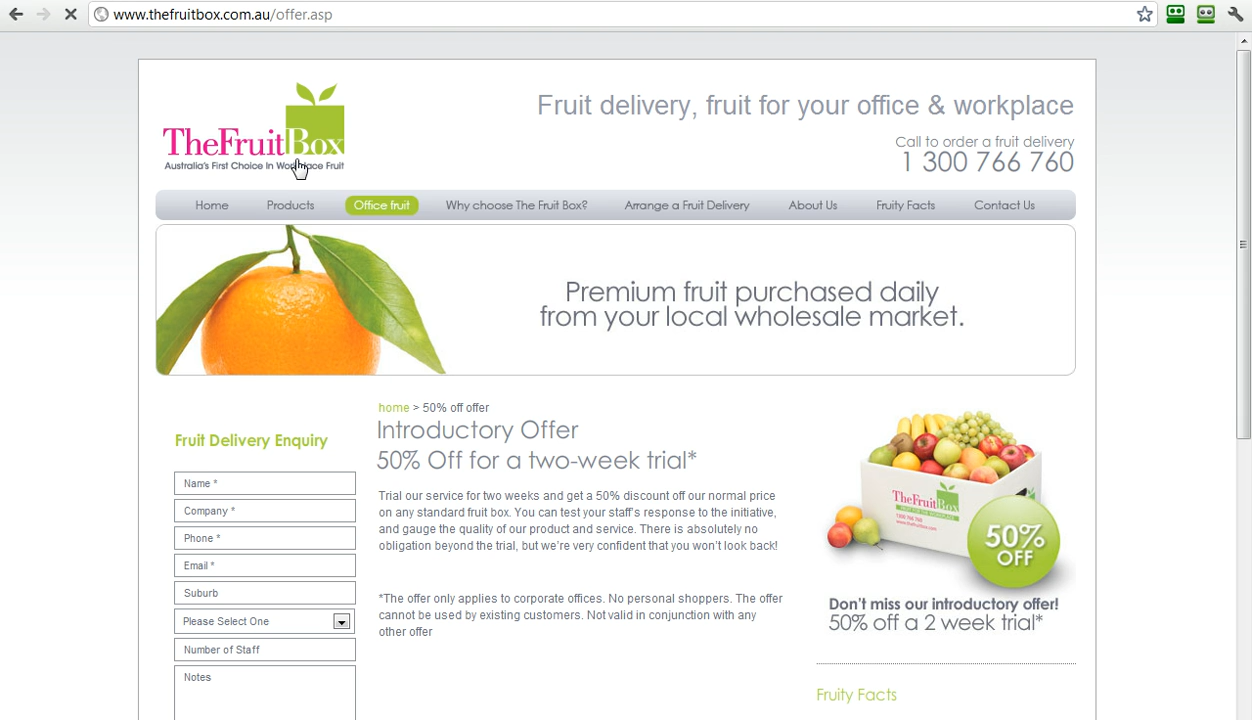 www.thefruitbox.com.au/offer.asp
TheFruitBox
Australia's First Choice In Workplace Fruit
Fruit delivery, fruit for your office & workplace
Call to order a fruit delivery
1 300 766 760
Home Products Office fruit Why choose The Fruit Box? Arrange a Fruit Delivery About Us Fruity Facts Contact Us
Premium fruit purchased daily
from your local wholesale market.
Fruit Delivery Enquiry
Name *
Company *
Phone *
Email *
Suburb
Please Select One
Number of Staff
Notes
home > 50% off offer
Introductory Offer
50% Off for a two-week trial*
Trial our service for two weeks and get a 50% discount off our normal price
on any standard fruit box. You can test your staff's response to the initiative,
and gauge the quality of our product and service. There is absolutely no
obligation beyond the trial, but we're very confident that you won't look back!
*The offer only applies to corporate offices. No personal shoppers. The offer
cannot be used by existing customers. Not valid in conjunction with any
other offer
TheFruitBox
50%
OFF
Don't miss our introductory offer!
50% off a 2 week trial*
Fruity Facts